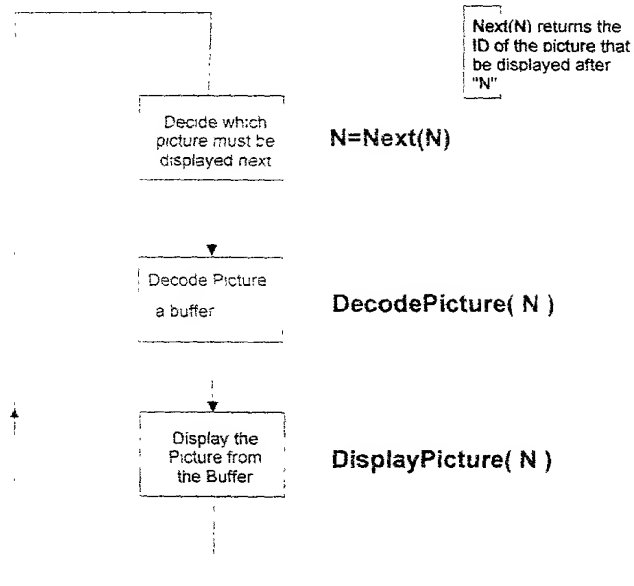 Next(N) returns the
ID of the picture that
be displayed after
"N"
Decide which
picture must be
displayed next
N=Next(N)
Decode Picture
a buffer
DecodePicture( N )
Display the
Picture from
the Buffer
DisplayPicture( N )